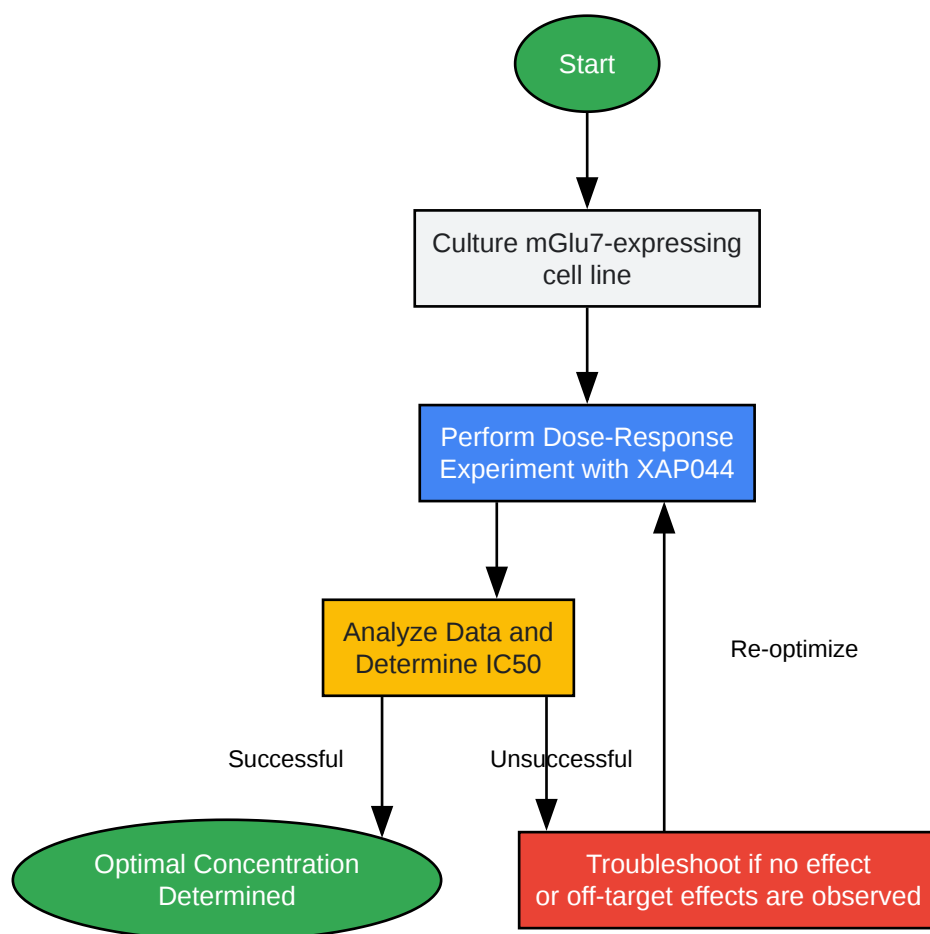 Start
Culture mGlu7-expressing
cell line
Perform Dose-Response
Experiment with XAP044
Analyze Data and
Determine IC50
Re-optimize
Successful
Unsuccessful
Optimal Concentration
Determined
Troubleshoot if no effect
or off-target effects are observed